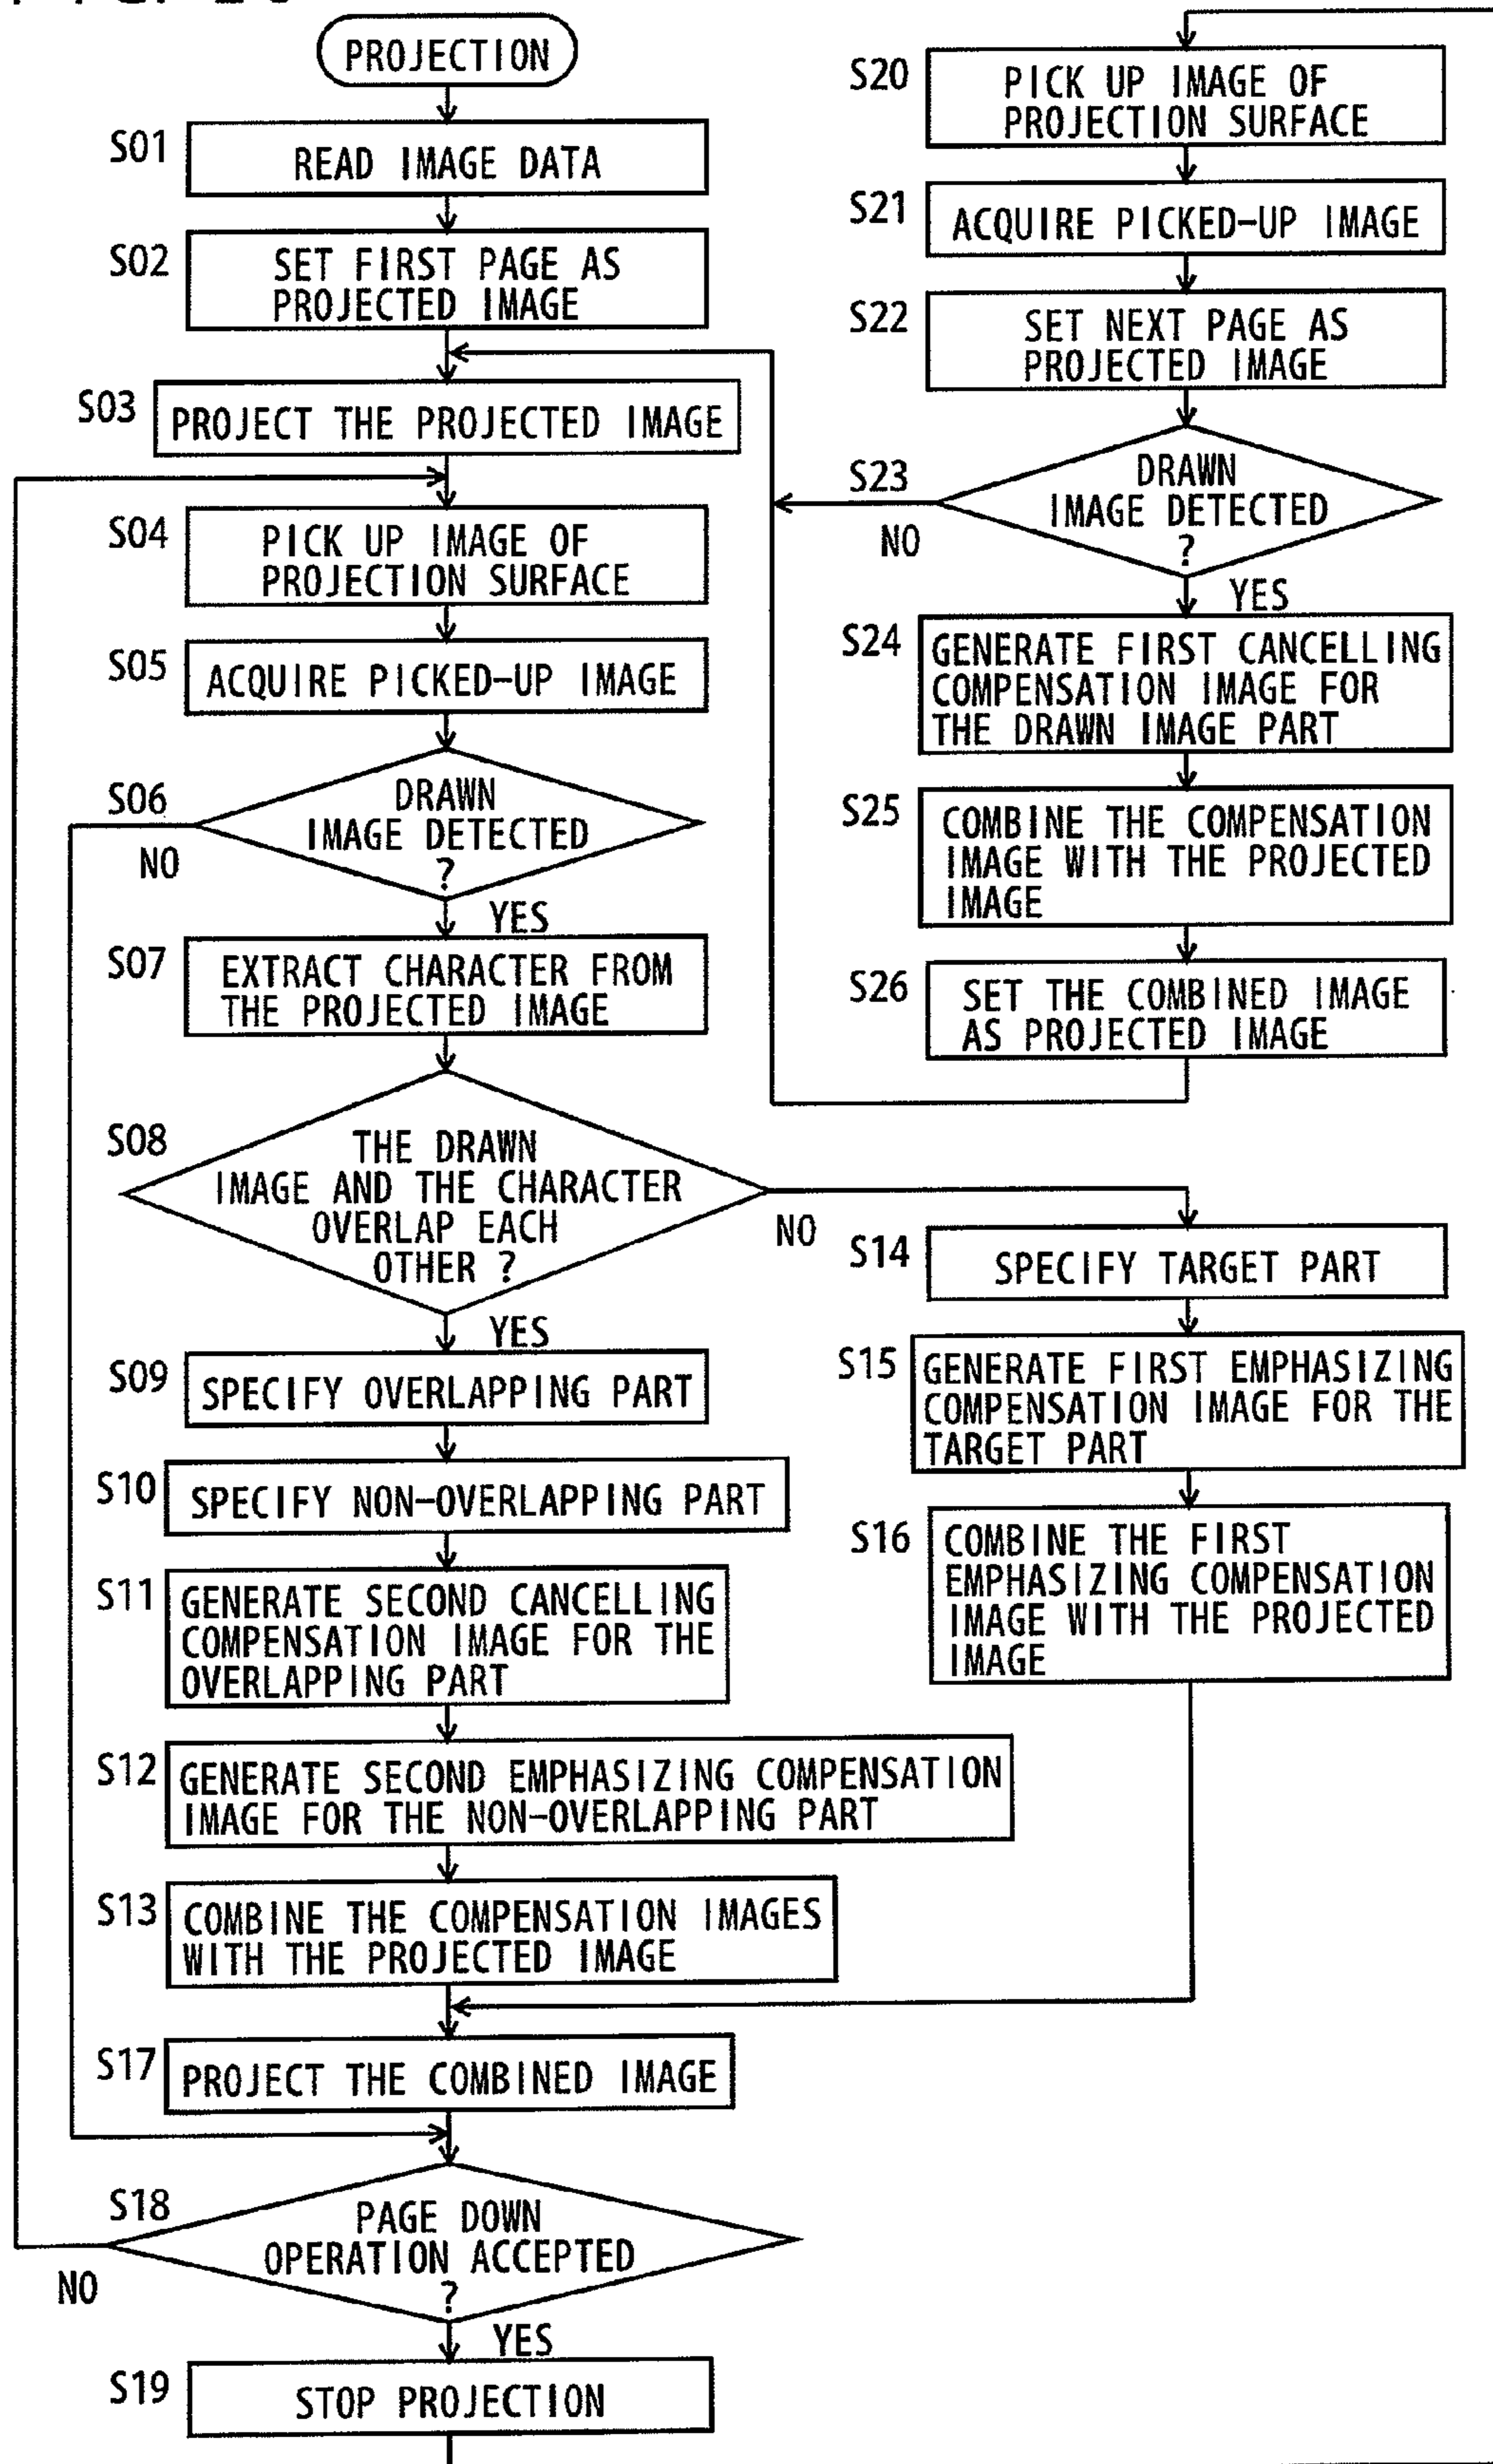 PROJECTION
S01
READ IMAGE DATA
S02
SET FIRST PAGE AS
PROJECTED IMAGE
S03
PROJECT THE PROJECTED IMAGE
S04
PICK UP IMAGE OF
PROJECTION SURFACE
S05
ACQUIRE PICKED-UP IMAGE
S06
DRAWN
IMAGE DETECTED
?
NO
YES
S07
EXTRACT CHARACTER FROM
THE PROJECTED IMAGE
S08
THE DRAWN
IMAGE AND THE CHARACTER
OVERLAP EACH
OTHER ?
NO
YES
S09
SPECIFY OVERLAPPING PART
S10
SPECIFY NON-OVERLAPPING PART
S11
GENERATE SECOND CANCELLING
COMPENSATION IMAGE FOR THE
OVERLAPPING PART
S12
GENERATE SECOND EMPHASIZING COMPENSATION
IMAGE FOR THE NON-OVERLAPPING PART
S13
COMBINE THE COMPENSATION IMAGES
WITH THE PROJECTED IMAGE
S14
SPECIFY TARGET PART
S15
GENERATE FIRST EMPHASIZING
COMPENSATION IMAGE FOR THE
TARGET PART
S16
COMBINE THE FIRST
EMPHASIZING COMPENSATION
IMAGE WITH THE PROJECTED
IMAGE
S17
PROJECT THE COMBINED IMAGE
S18
PAGE DOWN
OPERATION ACCEPTED
?
NO
YES
S19
STOP PROJECTION
S20
PICK UP IMAGE OF
PROJECTION SURFACE
S21
ACQUIRE PICKED-UP IMAGE
S22
SET NEXT PAGE AS
PROJECTED IMAGE
S23
DRAWN
IMAGE DETECTED
?
NO
YES
S24
GENERATE FIRST CANCELLING
COMPENSATION IMAGE FOR
THE DRAWN IMAGE PART
S25
COMBINE THE COMPENSATION
IMAGE WITH THE PROJECTED
IMAGE
S26
SET THE COMBINED IMAGE
AS PROJECTED IMAGE